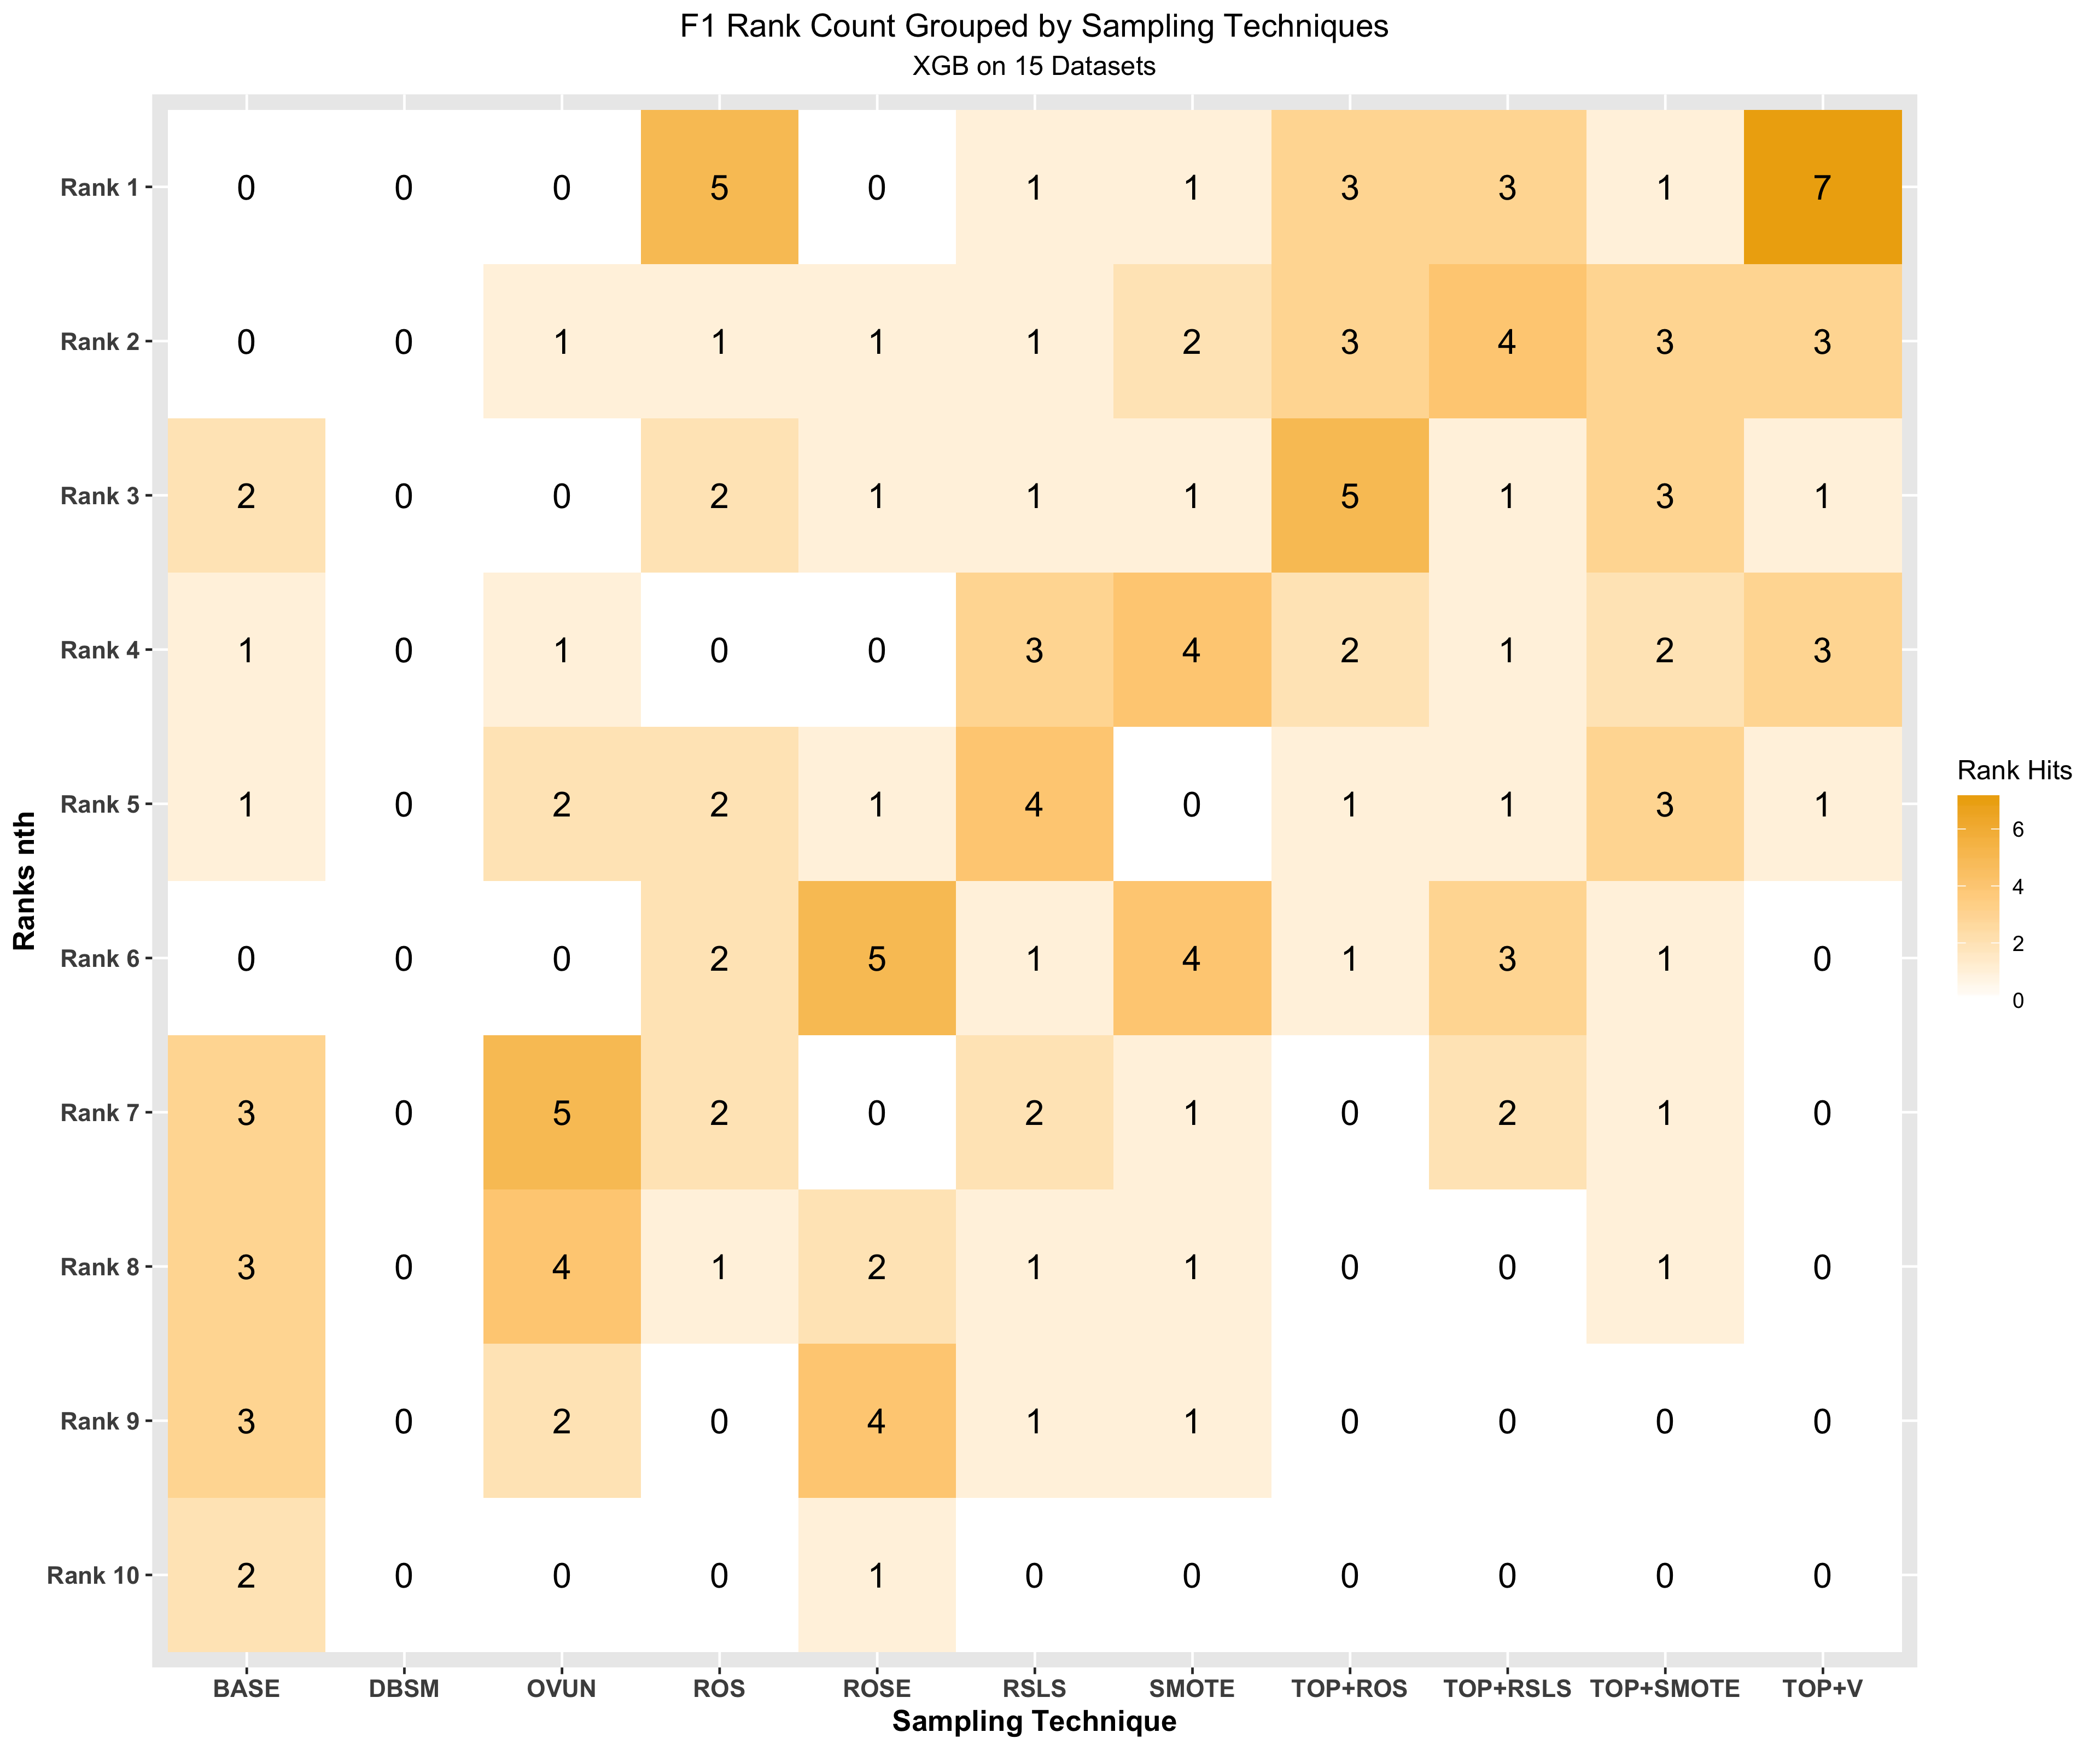 F1 Rank Count Grouped by Sampling Techniques
XGB on 15 Datasets
Rank 1 0 0 0 5 0 1 1 3 3 1 7
Rank 2 0 0 1 1 1 1 2 3 4 3 3
Rank 3 2 0 0 2 1 1 1 5 1 3 1
Rank 4 1 0 1 0 0 3 4 2 1 2 3
Rank 5 1 0 2 2 1 4 0 1 1 3 1
Rank 6 0 0 0 2 5 1 4 1 3 1 0
Rank 7 3 0 5 2 0 2 1 0 2 1 0
Rank 8 3 0 4 1 2 1 1 0 0 1 0
Rank 9 3 0 2 0 4 1 1 0 0 0 0
Rank 10 2 0 0 0 1 0 0 0 0 0 0
BASE DBSM OVUN ROS ROSE RSLS SMOTE TOP+ROS TOP+RSLS TOP+SMOTE TOP+V
Sampling Technique
Ranks nth
Rank Hits
6
4
2
0